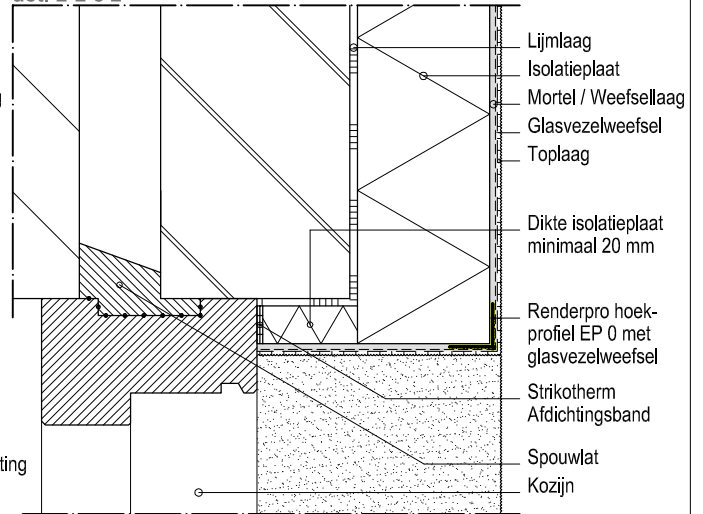 Lijmlaag
Isolatieplaat
Mortel / Weefsellaag
Glasvezelweefsel
Toplaag
Dikte isolatieplaat
minimaal 20 mm
Renderpro hoek-
profiel EP 0 met
glasvezelweefsel
Strikotherm
Afdichtingsband
Spouwlat
ting
Kozijn